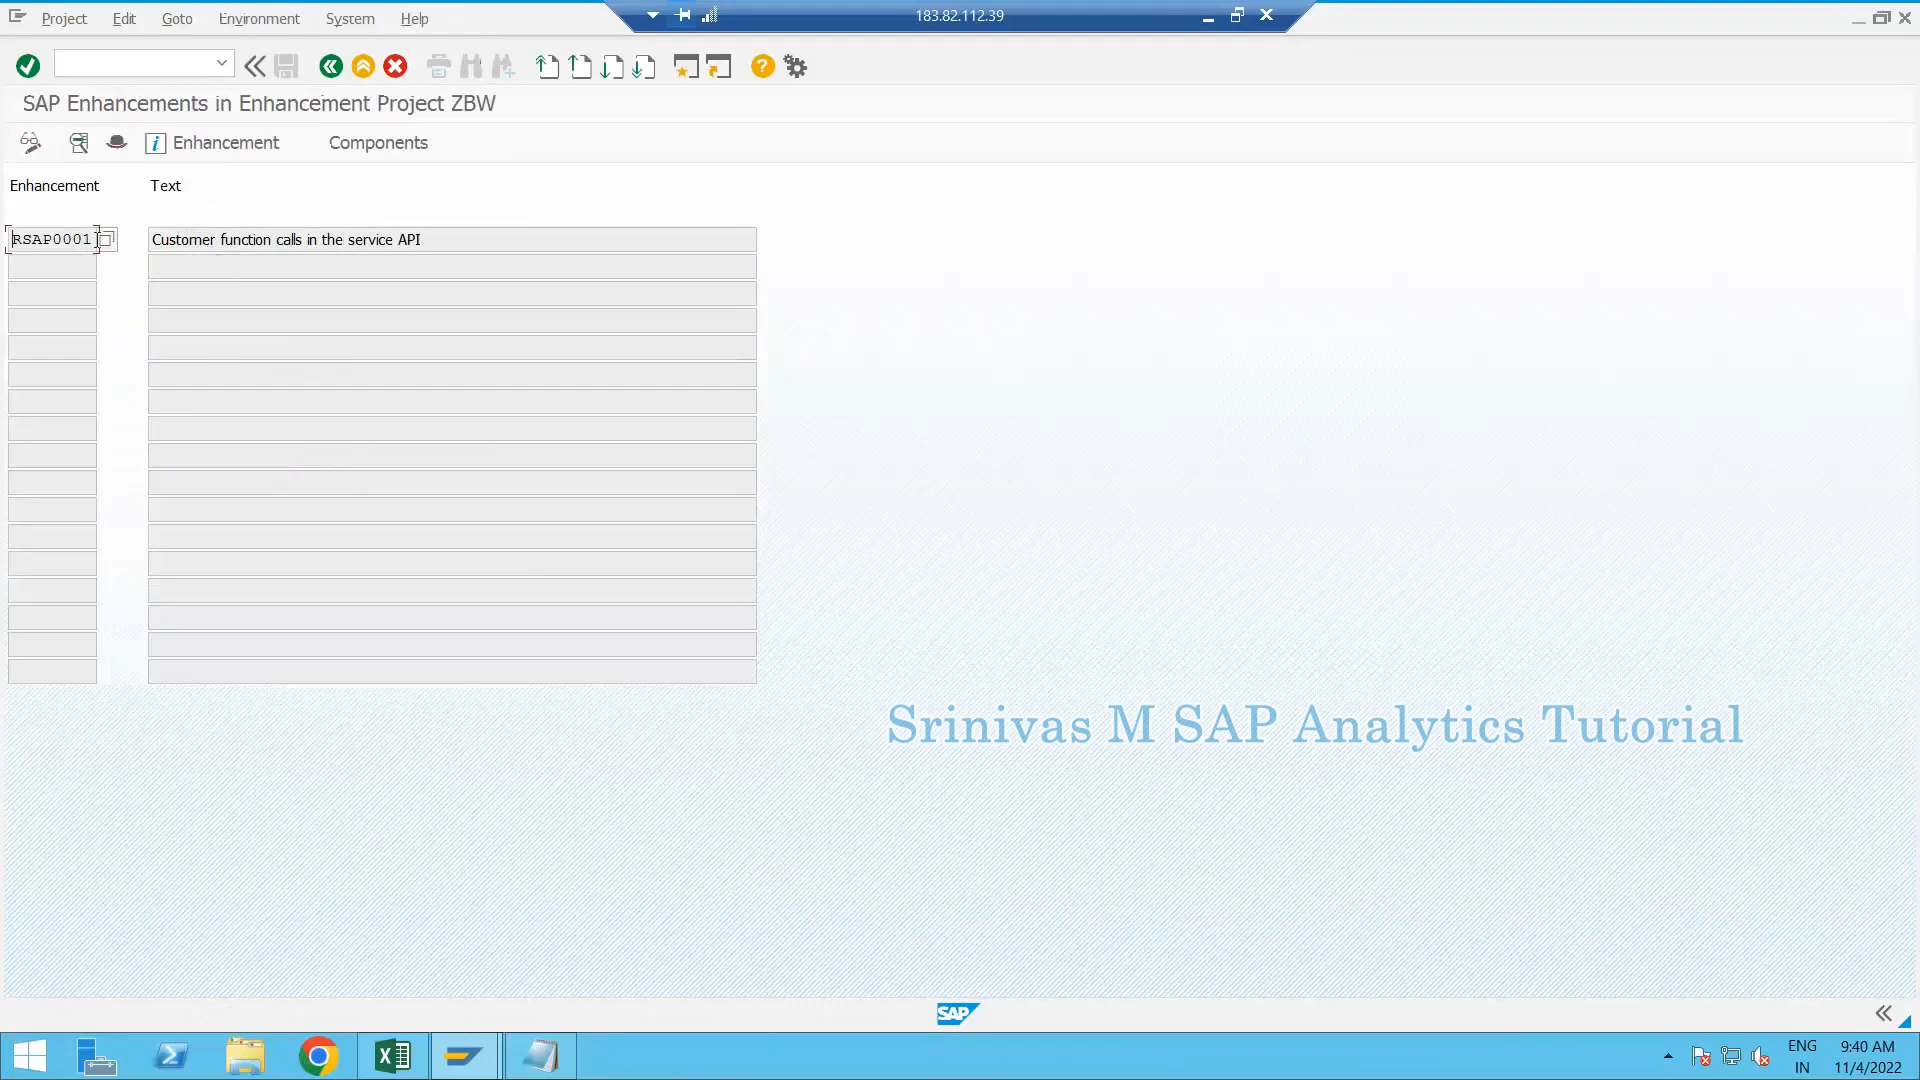 Project Edit Goto Environment System Help
183.82.112.39
SAP Enhancements in Enhancement Project ZBW
Enhancement Components
Enhancement Text
RSAP0001 Customer function calls in the service API
Srinivas M SAP Analytics Tutorial
SAP
ENG 9:40 AM
IN 11/4/2022